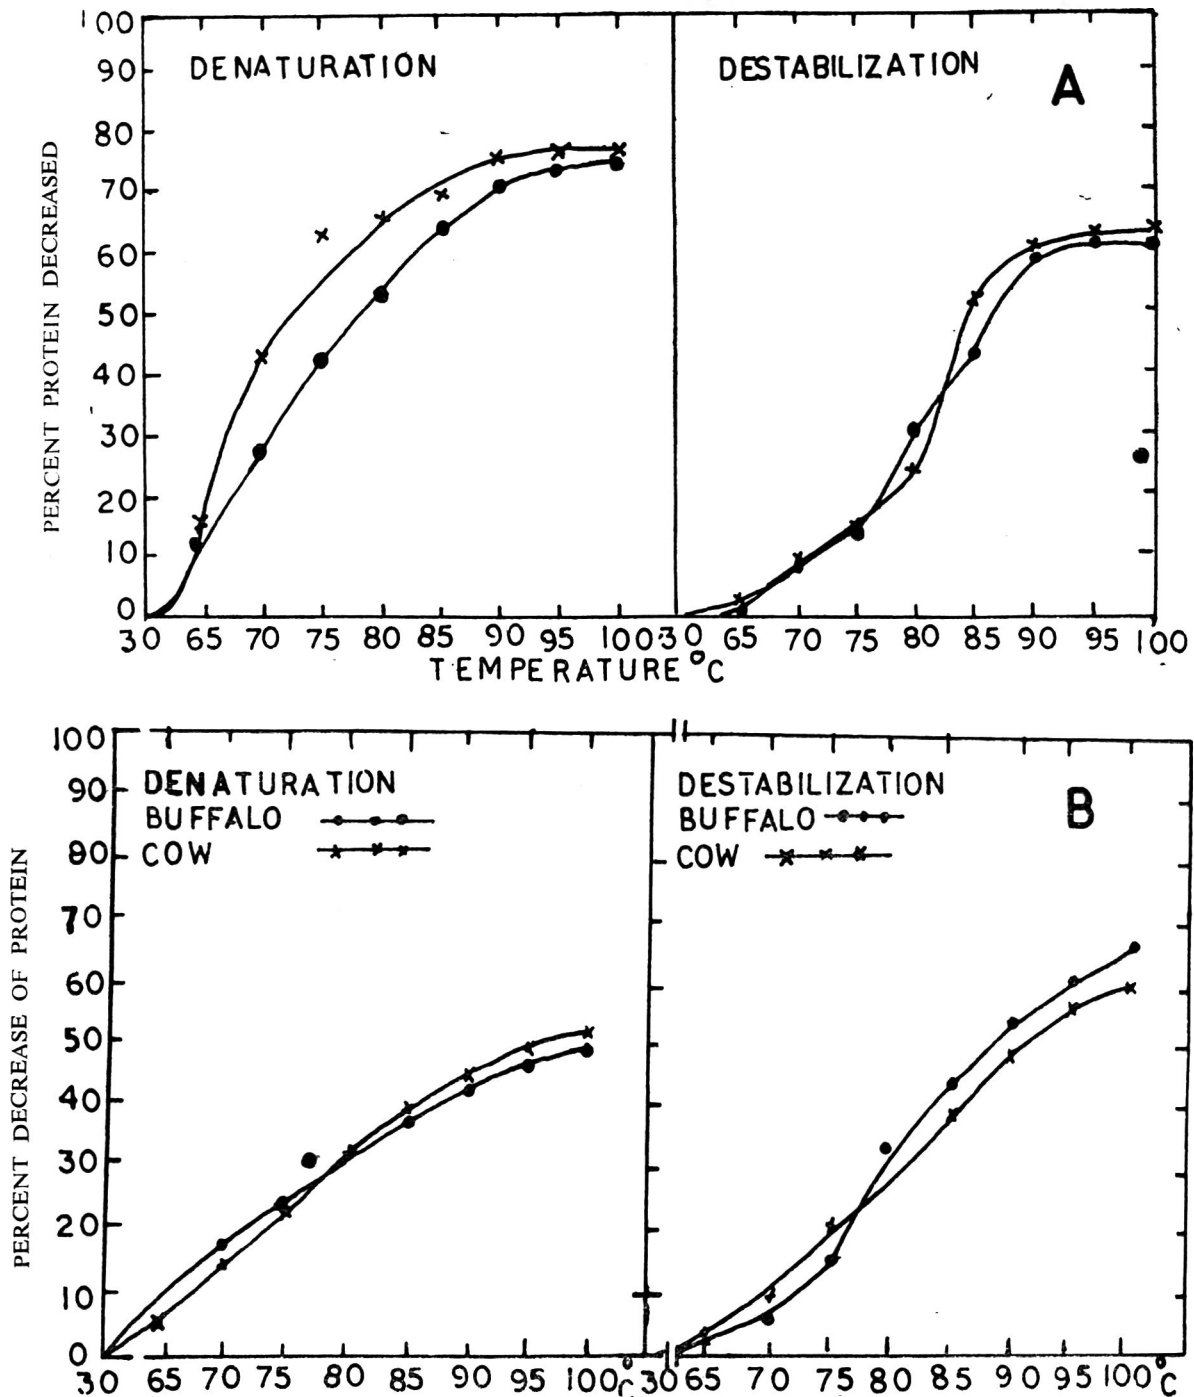 100
90
80
70
60
50
40
30
20
10
0
PERCENT PROTEIN DECREASED
DENATURATION
DESTABILIZATION
A
30 65 70 75 80 85 90 95 100 30 65 70 75 80 85 90 95 100
TEMPERATURE °C
100
90
80
70
60
50
40
30
20
10
0
PERCENT DECREASE OF PROTEIN
DENATURATION
BUFFALO
COW
DESTABILIZATION
BUFFALO
COW
B
30 65 70 75 80 85 90 95 100 °C 30 65 70 75 80 85 90 95 100 °C